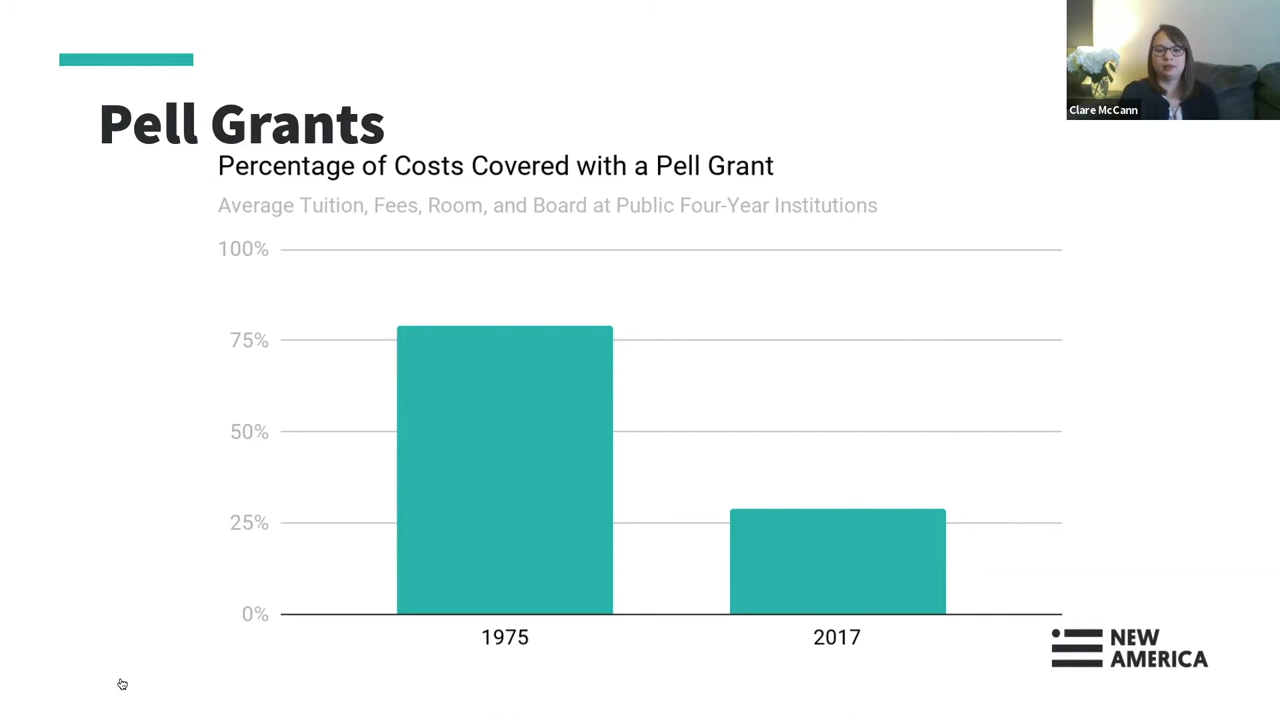 Pell Grants
Percentage of Costs Covered with a Pell Grant
Average Tuition, Fees, Room, and Board at Public Four-Year Institutions
100%
75%
50%
25%
0%
1975
2017
NEW
AMERICA
Clare McCann